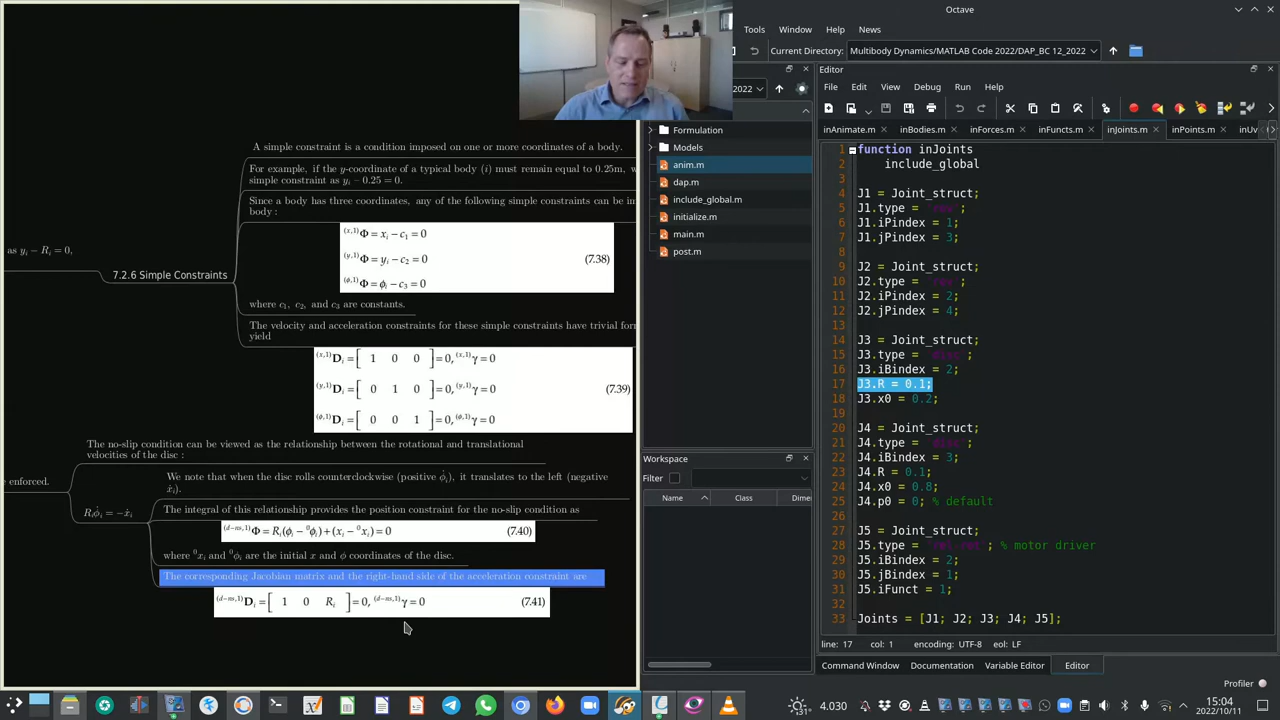 Octave
Tools Window Help News
Current Directory: Multibody Dynamics/MATLAB Code 2022/DAP_BC 12_2022
2022
Editor
File Edit View Debug Run Help
inAnimate.m inBodies.m inForces.m inFuncts.m inJoints.m inPoints.m inUv
Formulation
Models
anim.m
dap.m
include_global.m
initialize.m
main.m
post.m
Workspace
Filter
Name Class Dimer
1 function inJoints
2 include_global
3
4 J1 = Joint_struct;
5 J1.type = 'rev';
6 J1.iPindex = 1;
7 J1.jPindex = 3;
8
9 J2 = Joint_struct;
10 J2.type = 'rev';
11 J2.iPindex = 2;
12 J2.jPindex = 4;
13
14 J3 = Joint_struct;
15 J3.type = 'disc';
16 J3.iBindex = 2;
17 J3.R = 0.1;
18 J3.x0 = 0.2;
19
20 J4 = Joint_struct;
21 J4.type = 'disc';
22 J4.iBindex = 3;
23 J4.R = 0.1;
24 J4.x0 = 0.8;
25 J4.p0 = 0; % default
26
27 J5 = Joint_struct;
28 J5.type = 'rel-rot'; % motor driver
29 J5.iBindex = 2;
30 J5.jBindex = 1;
31 J5.iFunct = 1;
32
33 Joints = [J1; J2; J3; J4; J5];
line: 17 col: 1 encoding: UTF-8 eol: LF
Command Window Documentation Variable Editor Editor
Profiler
A simple constraint is a condition imposed on one or more coordinates of a body.
For example, if the y-coordinate of a typical body (i) must remain equal to 0.25m, w
simple constraint as yᵢ – 0.25 = 0.
Since a body has three coordinates, any of the following simple constraints can be im
body :
(x,1)Φ = xᵢ − c₁ = 0
(y,1)Φ = yᵢ − c₂ = 0 (7.38)
(ϕ,1)Φ = ϕᵢ − c₃ = 0
where c₁, c₂, and c₃ are constants.
as yᵢ − Rᵢ = 0,
7.2.6 Simple Constraints
The velocity and acceleration constraints for these simple constraints have trivial for
yield
(x,1)Dᵢ = [ 1 0 0 ] = 0, (x,1)γ = 0
(y,1)Dᵢ = [ 0 1 0 ] = 0, (y,1)γ = 0 (7.39)
(ϕ,1)Dᵢ = [ 0 0 1 ] = 0, (ϕ,1)γ = 0
The no-slip condition can be viewed as the relationship between the rotational and translational
velocities of the disc :
e enforced.
Rᵢϕ̇ᵢ = −ẋᵢ
We note that when the disc rolls counterclockwise (positive ϕ̇ᵢ), it translates to the left (negative
ẋᵢ).
The integral of this relationship provides the position constraint for the no-slip condition as
(d−ns,1)Φ = Rᵢ(ϕᵢ − ⁰ϕᵢ) + (xᵢ − ⁰xᵢ) = 0 (7.40)
where ⁰xᵢ and ⁰ϕᵢ are the initial x and ϕ coordinates of the disc.
The corresponding Jacobian matrix and the right-hand side of the acceleration constraint are
(d−ns,1)Dᵢ = [ 1 0 Rᵢ ] = 0, (d−ns,1)γ = 0 (7.41)
4.030
15:04
2022/10/11